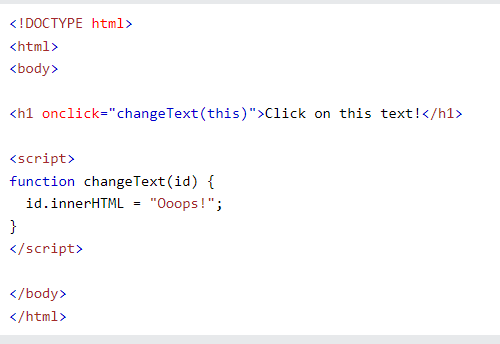 <!DOCTYPE html>
<html>
<body>
<h1 onclick="changeText(this)">Click on this text!</h1>
<script>
function changeText(id) {
  id.innerHTML = "Ooops!";
}
</script>
</body>
</html>